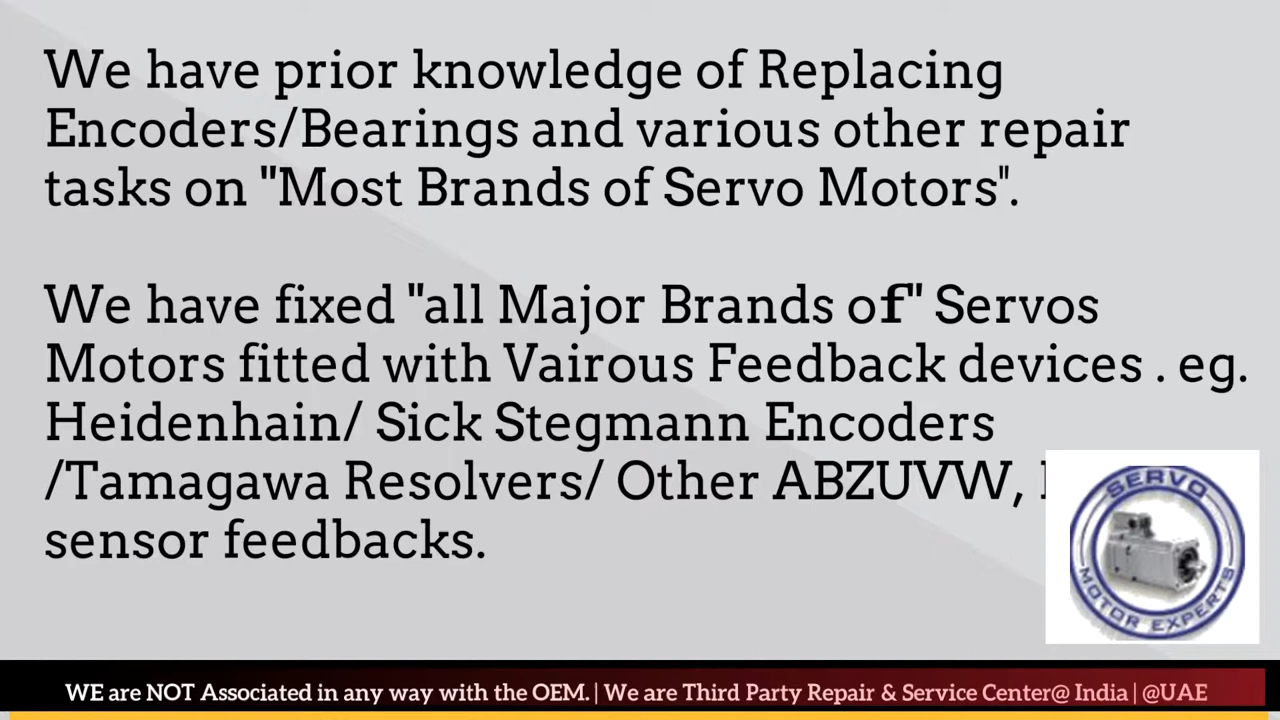 We have prior knowledge of Replacing
Encoders/Bearings and various other repair
tasks on "Most Brands of Servo Motors".
We have fixed "all Major Brands of" Servos
Motors fitted with Vairous Feedback devices . eg.
Heidenhain/ Sick Stegmann Encoders
/Tamagawa Resolvers/ Other ABZUVW,
sensor feedbacks.
SERVO
MOTOR EXPERTS
WE are NOT Associated in any way with the OEM. | We are Third Party Repair & Service Center@ India | @UAE